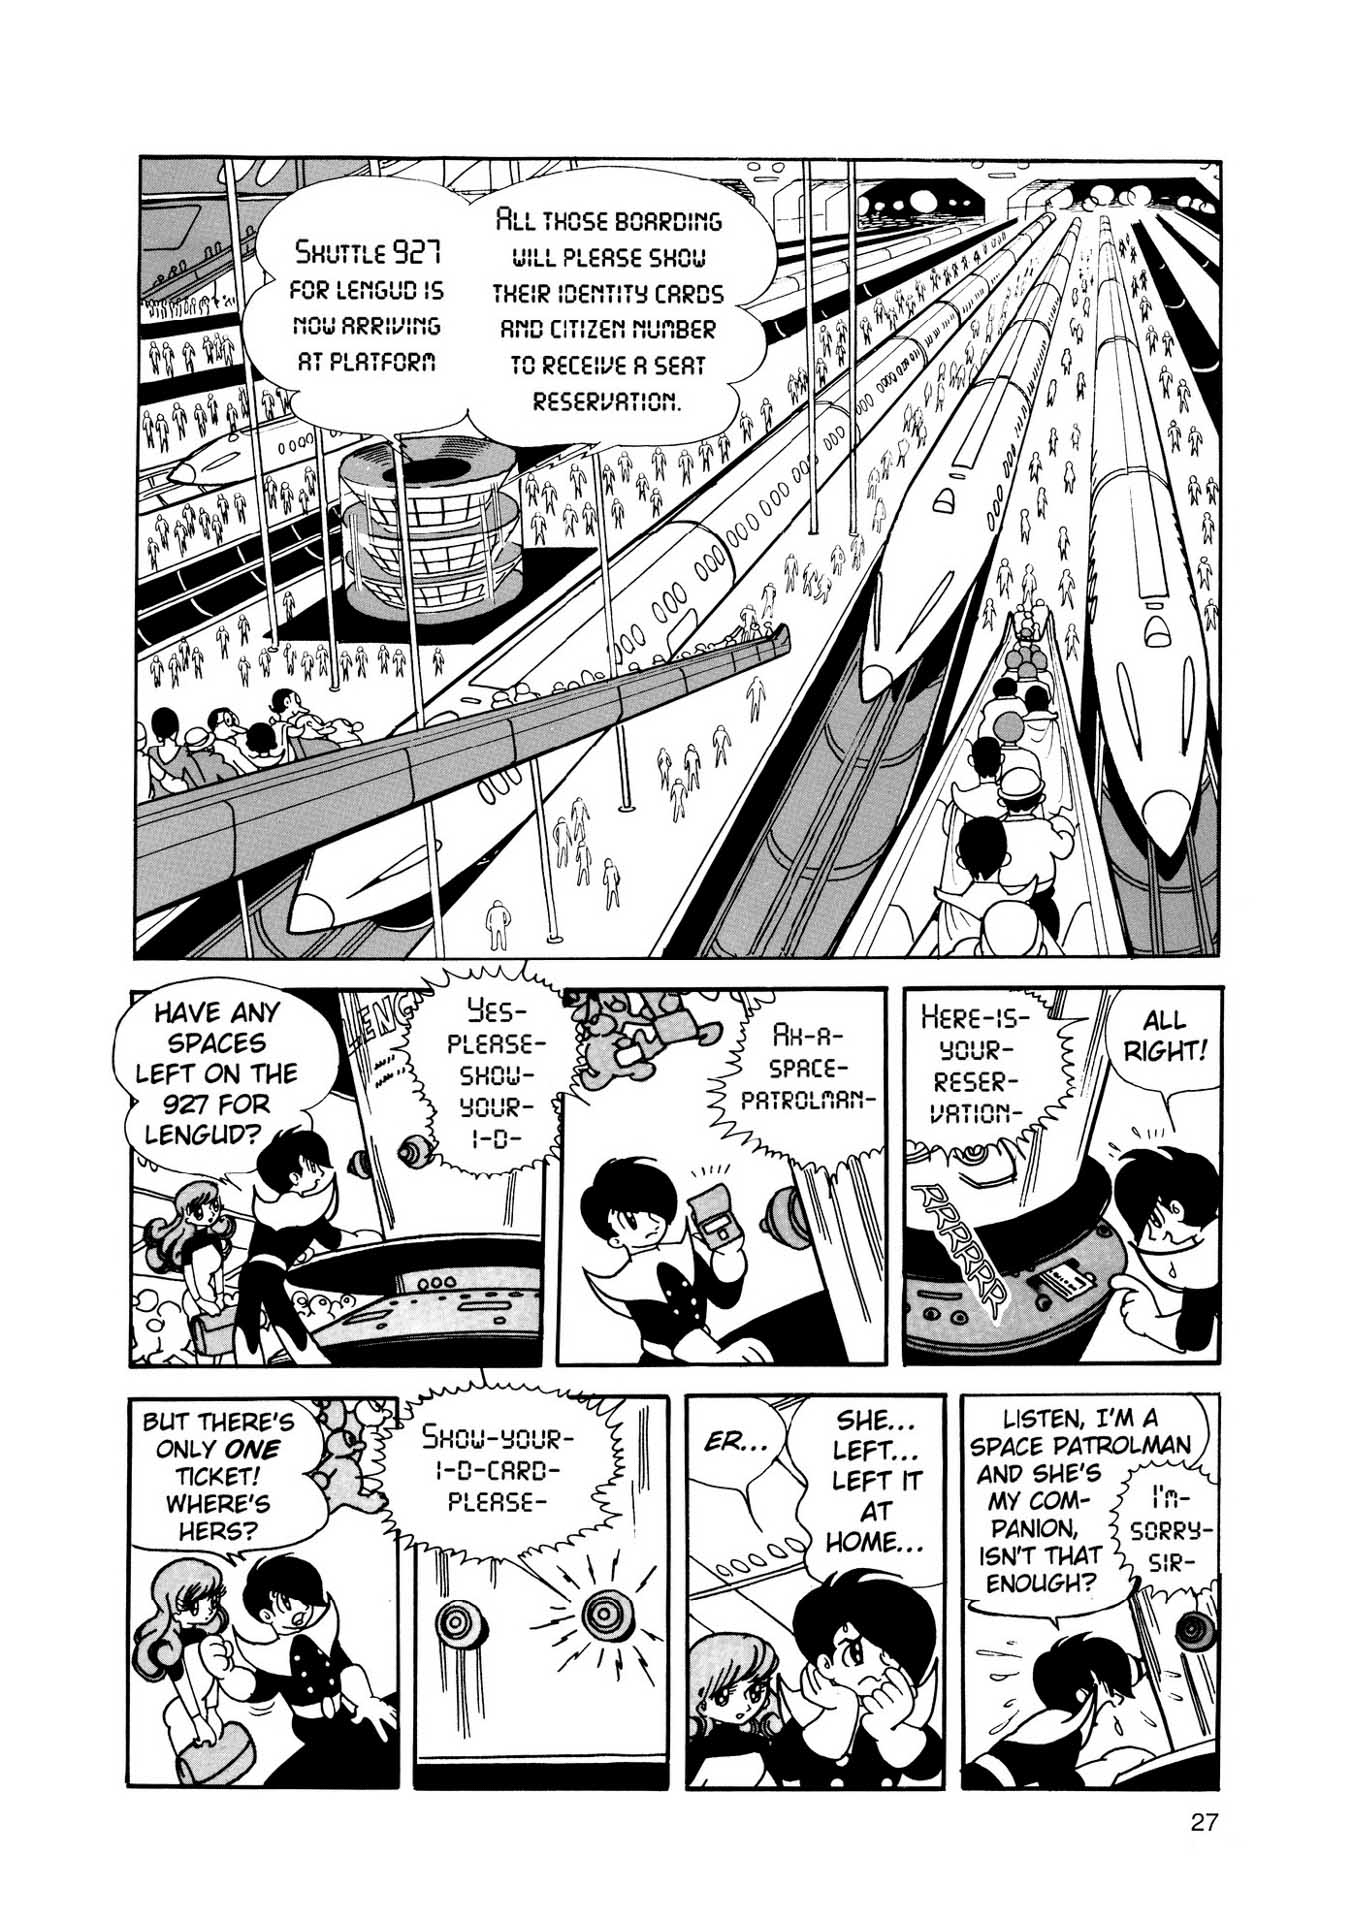 SHUTTLE 927
FOR LENGUD IS
NOW ARRIVING
AT PLATFORM
ALL THOSE BOARDING
WILL PLEASE SHOW
THEIR IDENTITY CARDS
AND CITIZEN NUMBER
TO RECEIVE A SEAT
RESERVATION.
HAVE ANY
SPACES
LEFT ON THE
927 FOR
LENGUD?
LENG
YES-
PLEASE-
SHOW-
YOUR-
I-D-
AH-A-
SPACE-
PATROLMAN-
HERE-IS-
YOUR-
RESER-
VATION-
RRRRRR
ALL
RIGHT!
BUT THERE'S
ONLY ONE
TICKET!
WHERE'S
HERS?
SHOW-YOUR-
I-D-CARD-
PLEASE-
ER...
SHE...
LEFT...
LEFT IT
AT
HOME...
LISTEN, I'M A
SPACE PATROLMAN
AND SHE'S
MY COM-
PANION,
ISN'T THAT
ENOUGH?
I'M-
SORRY-
SIR-
27